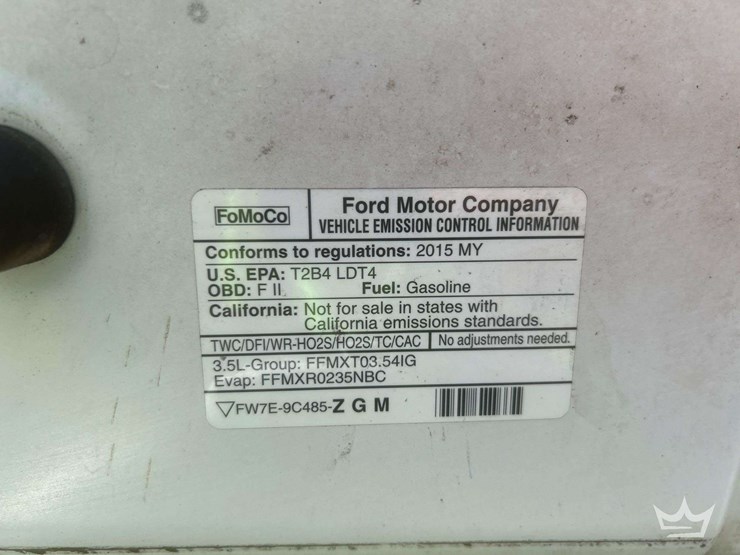 FoMoCo
Ford Motor Company
VEHICLE EMISSION CONTROL INFORMATION
Conforms to regulations: 2015 MY
U.S. EPA: T2B4 LDT4
OBD: F II Fuel: Gasoline
California: Not for sale in states with
California emissions standards.
TWC/DFI/WR-HO2S/HO2S/TC/CAC No adjustments needed.
3.5L-Group: FFMXT03.54IG
Evap: FFMXR0235NBC
FW7E-9C485-Z G M